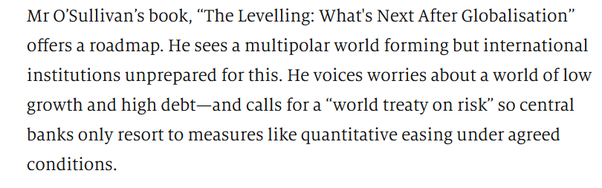 Mr O’Sullivan’s book, “The Levelling: What's Next After Globalisation”
offers a roadmap. He sees a multipolar world forming but international
institutions unprepared for this. He voices worries about a world of low
growth and high debt—and calls for a “world treaty on risk” so central
banks only resort to measures like quantitative easing under agreed
conditions.